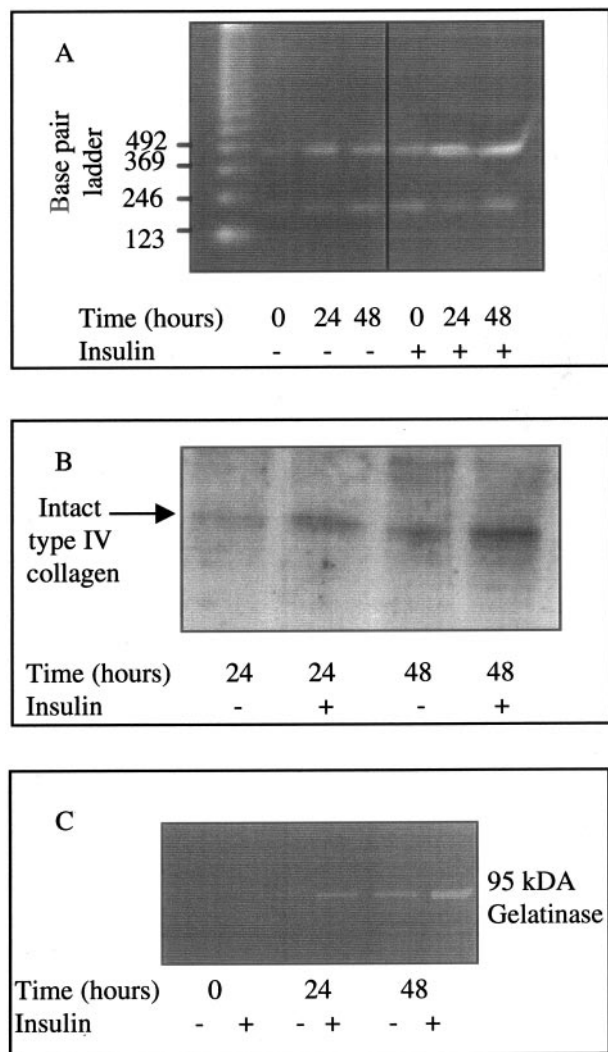 A
Base pair
ladder
492
369
246
123
Time (hours) 0 24 48 0 24 48
Insulin - - - + + +
B
Intact
type IV
collagen
Time (hours) 24 24 48 48
Insulin - + - +
C
95 kDA
Gelatinase
Time (hours) 0 24 48
Insulin - + - + - +